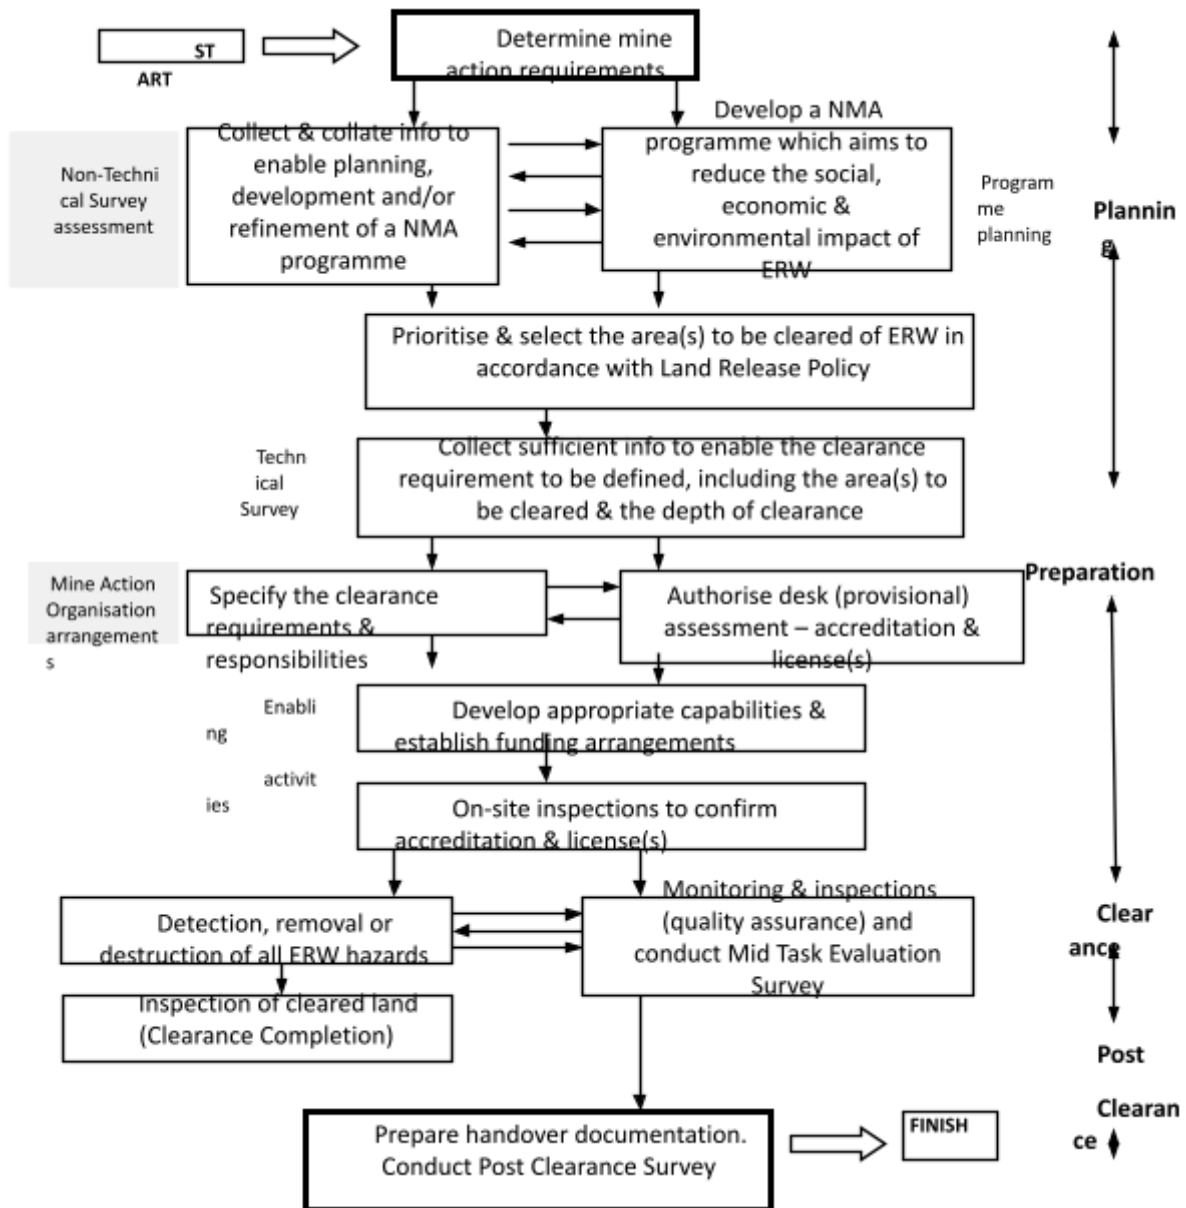 ST
ART
Determine mine
action requirements
Non-Techni
cal Survey
assessment
Collect & collate info to
enable planning,
development and/or
refinement of a NMA
programme
Develop a NMA
programme which aims to
reduce the social,
economic &
environmental impact of
ERW
Program
me
planning
Plannin
g
Prioritise & select the area(s) to be cleared of ERW in
accordance with Land Release Policy
Techn
ical
Survey
Collect sufficient info to enable the clearance
requirement to be defined, including the area(s) to
be cleared & the depth of clearance
Preparation
Mine Action
Organisation
arrangement
s
Specify the clearance
requirements &
responsibilities
Authorise desk (provisional)
assessment – accreditation &
license(s)
Enabli
ng
activit
ies
Develop appropriate capabilities &
establish funding arrangements
On-site inspections to confirm
accreditation & license(s)
Detection, removal or
destruction of all ERW hazards
Monitoring & inspections
(quality assurance) and
conduct Mid Task Evaluation
Survey
Clear
ance
Inspection of cleared land
(Clearance Completion)
Post
Clearan
ce
Prepare handover documentation.
Conduct Post Clearance Survey
FINISH